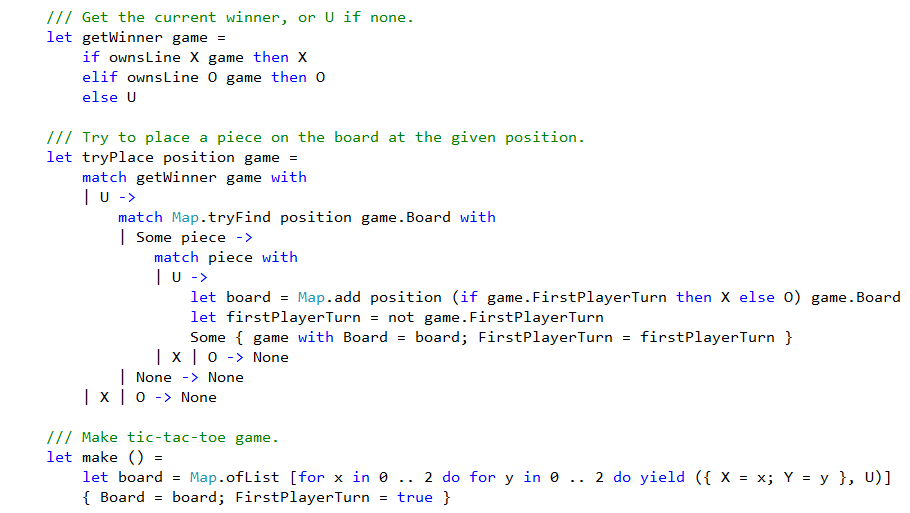 /// Get the current winner, or U if none.
let getWinner game =
    if ownsLine X game then X
    elif ownsLine O game then O
    else U

/// Try to place a piece on the board at the given position.
let tryPlace position game =
    match getWinner game with
    | U ->
        match Map.tryFind position game.Board with
        | Some piece ->
            match piece with
            | U ->
                let board = Map.add position (if game.FirstPlayerTurn then X else O) game.Board
                let firstPlayerTurn = not game.FirstPlayerTurn
                Some { game with Board = board; FirstPlayerTurn = firstPlayerTurn }
            | X | O -> None
        | None -> None
    | X | O -> None

/// Make tic-tac-toe game.
let make () =
    let board = Map.ofList [for x in 0 .. 2 do for y in 0 .. 2 do yield ({ X = x; Y = y }, U)]
    { Board = board; FirstPlayerTurn = true }